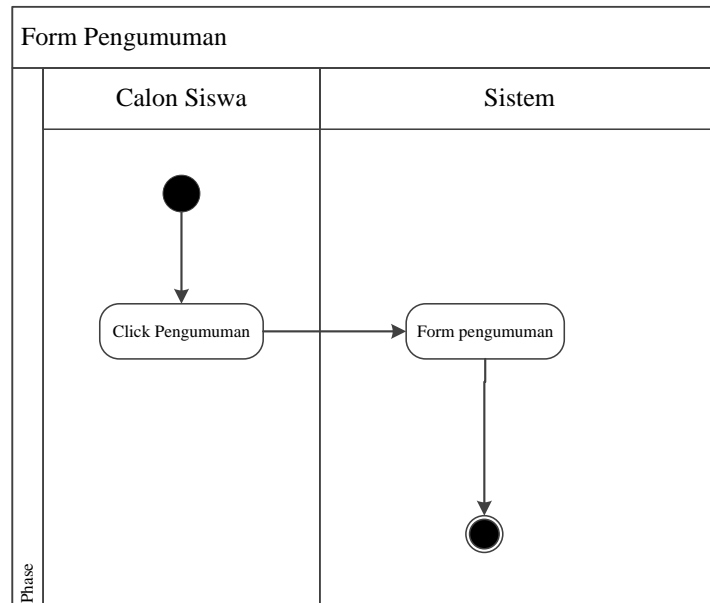 Form Pengumuman
Calon Siswa
Sistem
Click Pengumuman
Form pengumuman
Phase